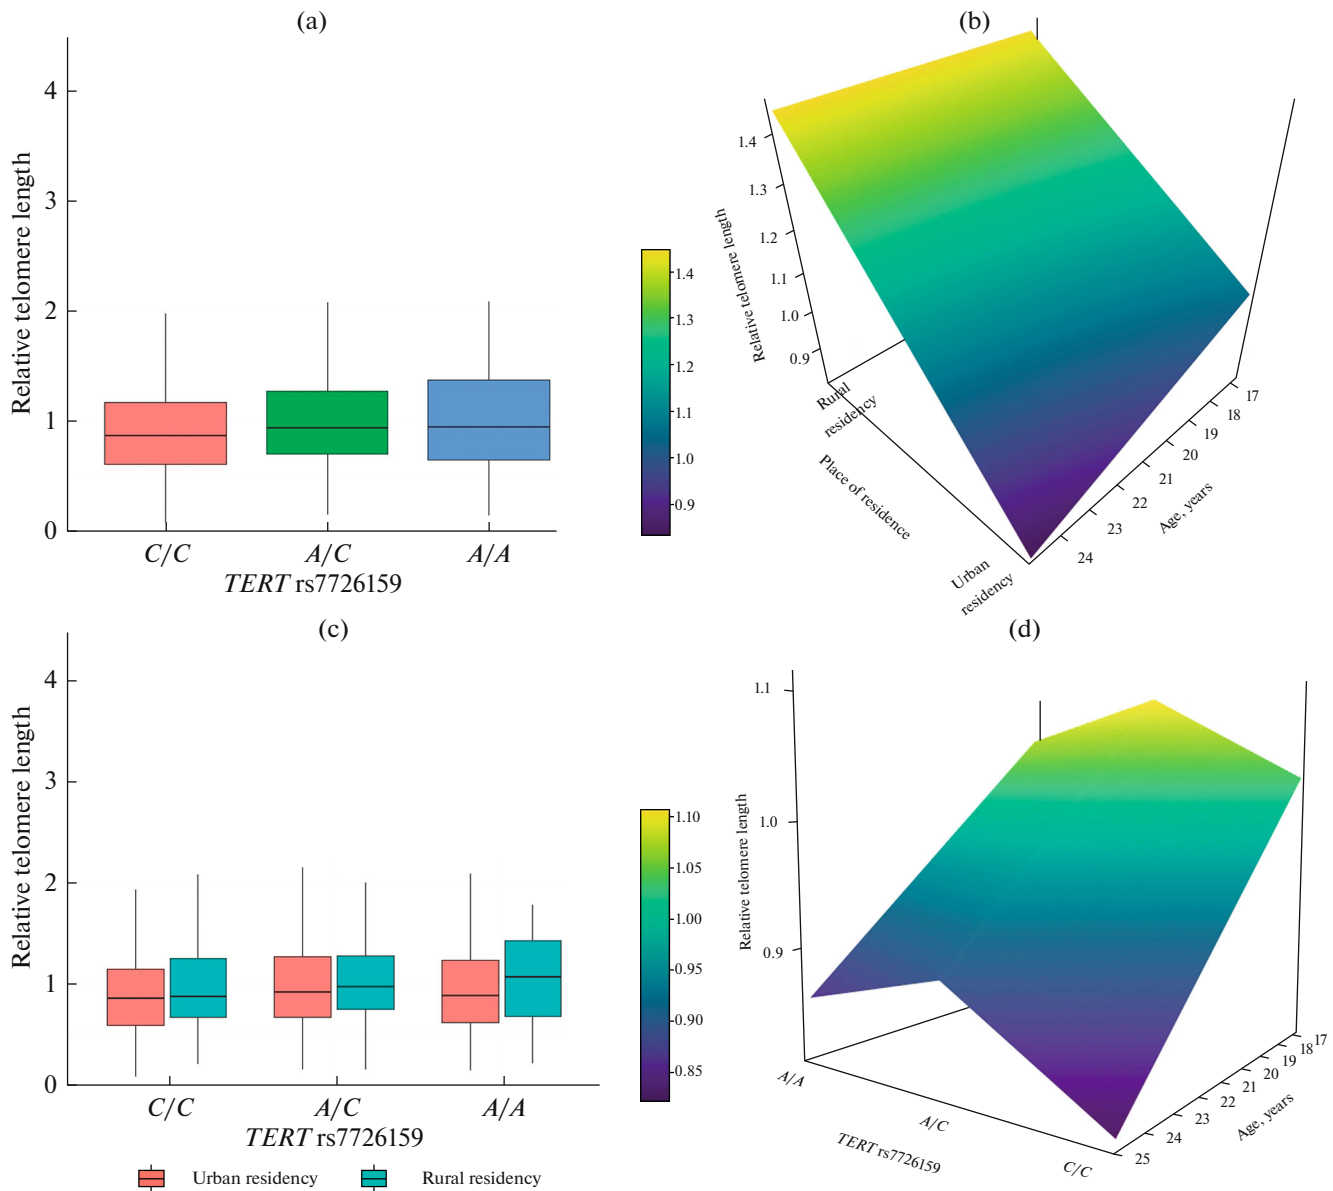 (a)
Relative telomere length
4
3
2
1
0
C/C
A/C
A/A
TERT rs7726159
(b)
1.4
1.3
1.2
1.1
1.0
0.9
Relative telomere length
1.4
1.3
1.2
1.1
1.0
0.9
Rural
residency
Place of residence
Urban
residency
17
18
19
20
21
22
23
24
Age, years
(c)
Relative telomere length
4
3
2
1
0
C/C
A/C
A/A
TERT rs7726159
Urban residency
Rural residency
(d)
1.10
1.05
1.00
0.95
0.90
0.85
Relative telomere length
1.1
1.0
0.9
A/A
A/C
C/C
TERT rs7726159
17
18
19
20
21
22
23
24
25
Age, years